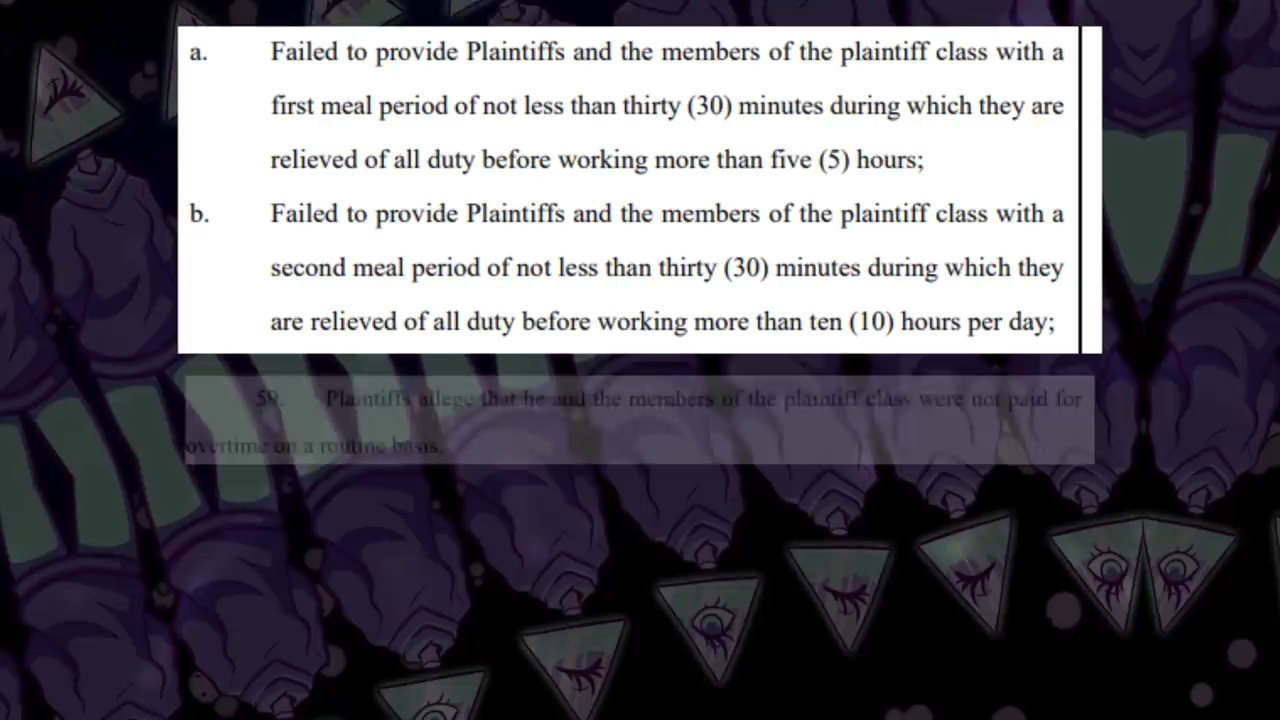 a. Failed to provide Plaintiffs and the members of the plaintiff class with a
first meal period of not less than thirty (30) minutes during which they are
relieved of all duty before working more than five (5) hours;
b. Failed to provide Plaintiffs and the members of the plaintiff class with a
second meal period of not less than thirty (30) minutes during which they
are relieved of all duty before working more than ten (10) hours per day;
59. Plaintiffs allege that he and the members of the plaintiff class were not paid for
overtime on a routine basis.